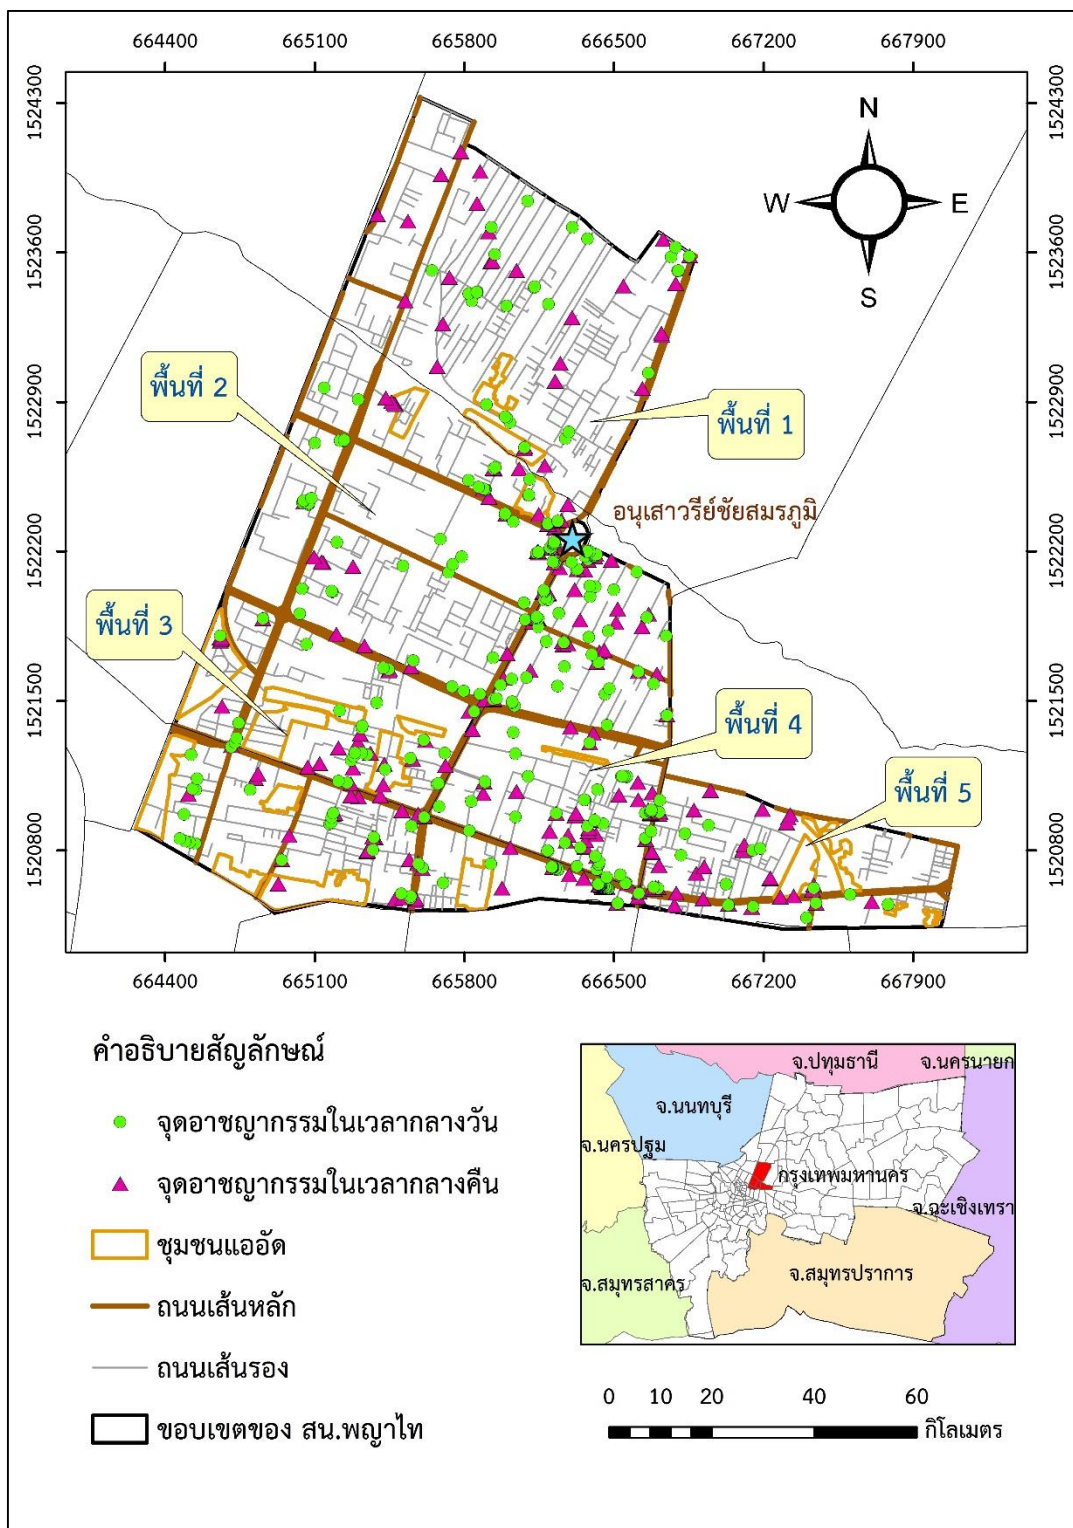 664400 665100 665800 666500 667200 667900
1524300 1524300
N
W E
S
1523600 1523600
1522900 1522900
พื้นที่ 2
พื้นที่ 1
อนุเสาวรีย์ชัยสมรภูมิ
1522200 1522200
พื้นที่ 3
1521500 1521500
พื้นที่ 4
พื้นที่ 5
1520800 1520800
664400 665100 665800 666500 667200 667900
คำอธิบายสัญลักษณ์
จุดอาชญากรรมในเวลากลางวัน
จุดอาชญากรรมในเวลากลางคืน
ชุมชนแออัด
ถนนเส้นหลัก
ถนนเส้นรอง
ขอบเขตของ สน.พญาไท
จ.ปทุมธานี จ.นครนายก
จ.นนทบุรี
จ.นครปฐม
กรุงเทพมหานคร
จ.ฉะเชิงเทรา
จ.สมุทรสาคร
จ.สมุทรปราการ
0 10 20 40 60
กิโลเมตร